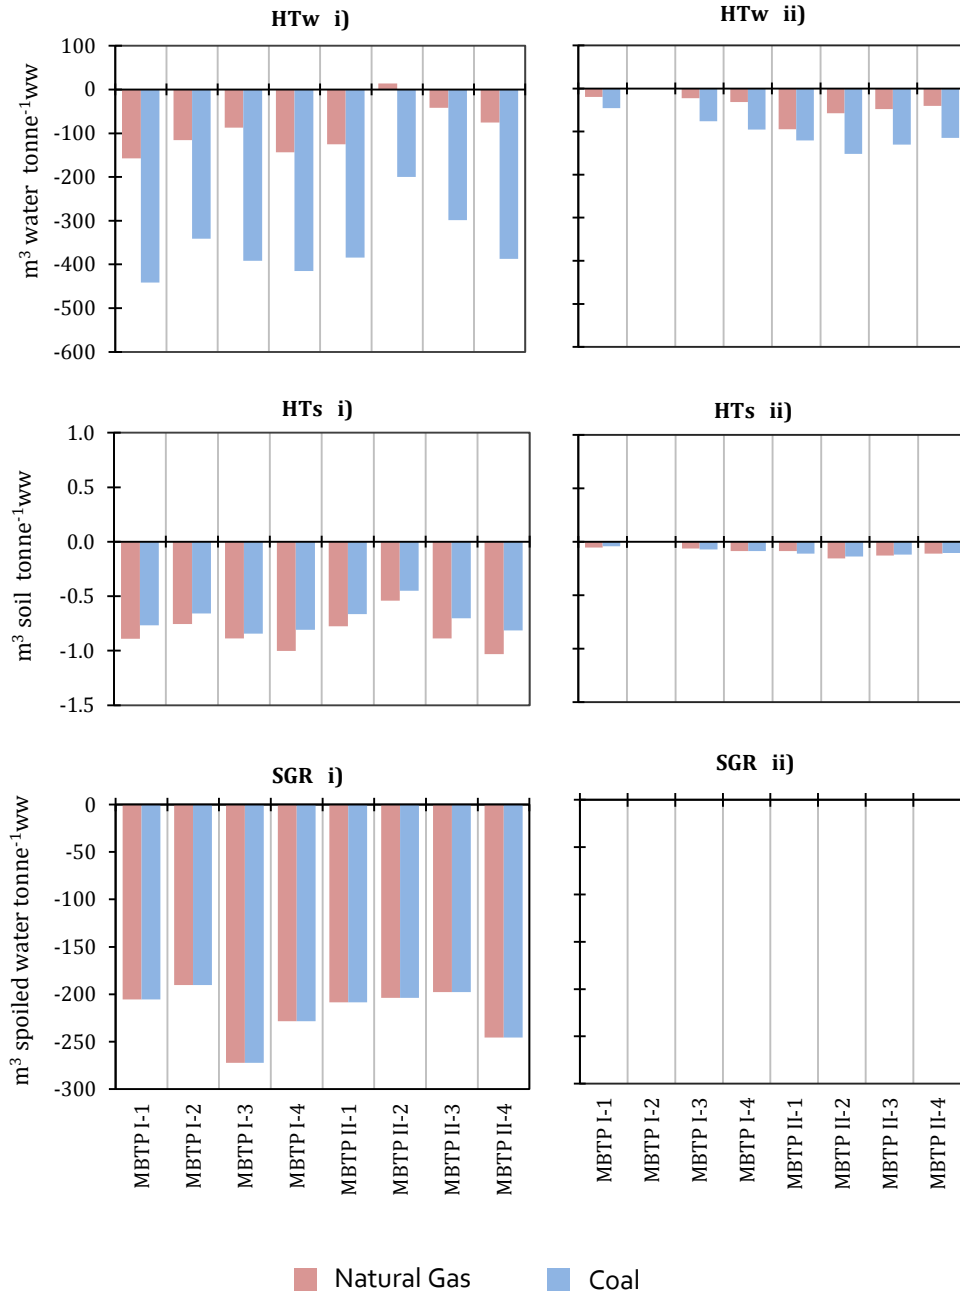 HTw i)
HTw ii)
100
0
-100
-200
-300
-400
-500
-600
m³ water tonne⁻¹ww
HTs i)
HTs ii)
1.0
0.5
0.0
-0.5
-1.0
-1.5
m³ soil tonne⁻¹ww
SGR i)
SGR ii)
0
-50
-100
-150
-200
-250
-300
m³ spoiled water tonne⁻¹ww
MBTP I-1
MBTP I-2
MBTP I-3
MBTP I-4
MBTP II-1
MBTP II-2
MBTP II-3
MBTP II-4
MBTP I-1
MBTP I-2
MBTP I-3
MBTP I-4
MBTP II-1
MBTP II-2
MBTP II-3
MBTP II-4
Natural Gas
Coal